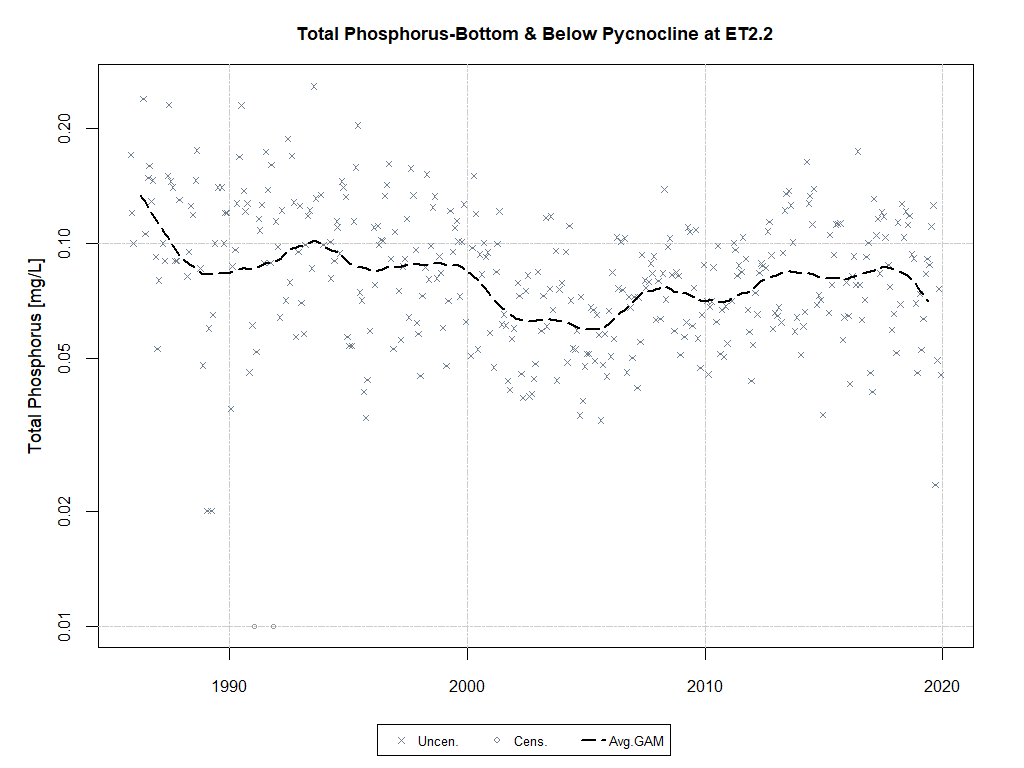 Total Phosphorus-Bottom & Below Pycnocline at ET2.2
Total Phosphorus [mg/L]
0.20
0.10
0.05
0.02
0.01
1990 2000 2010 2020
Uncen. Cens. Avg.GAM